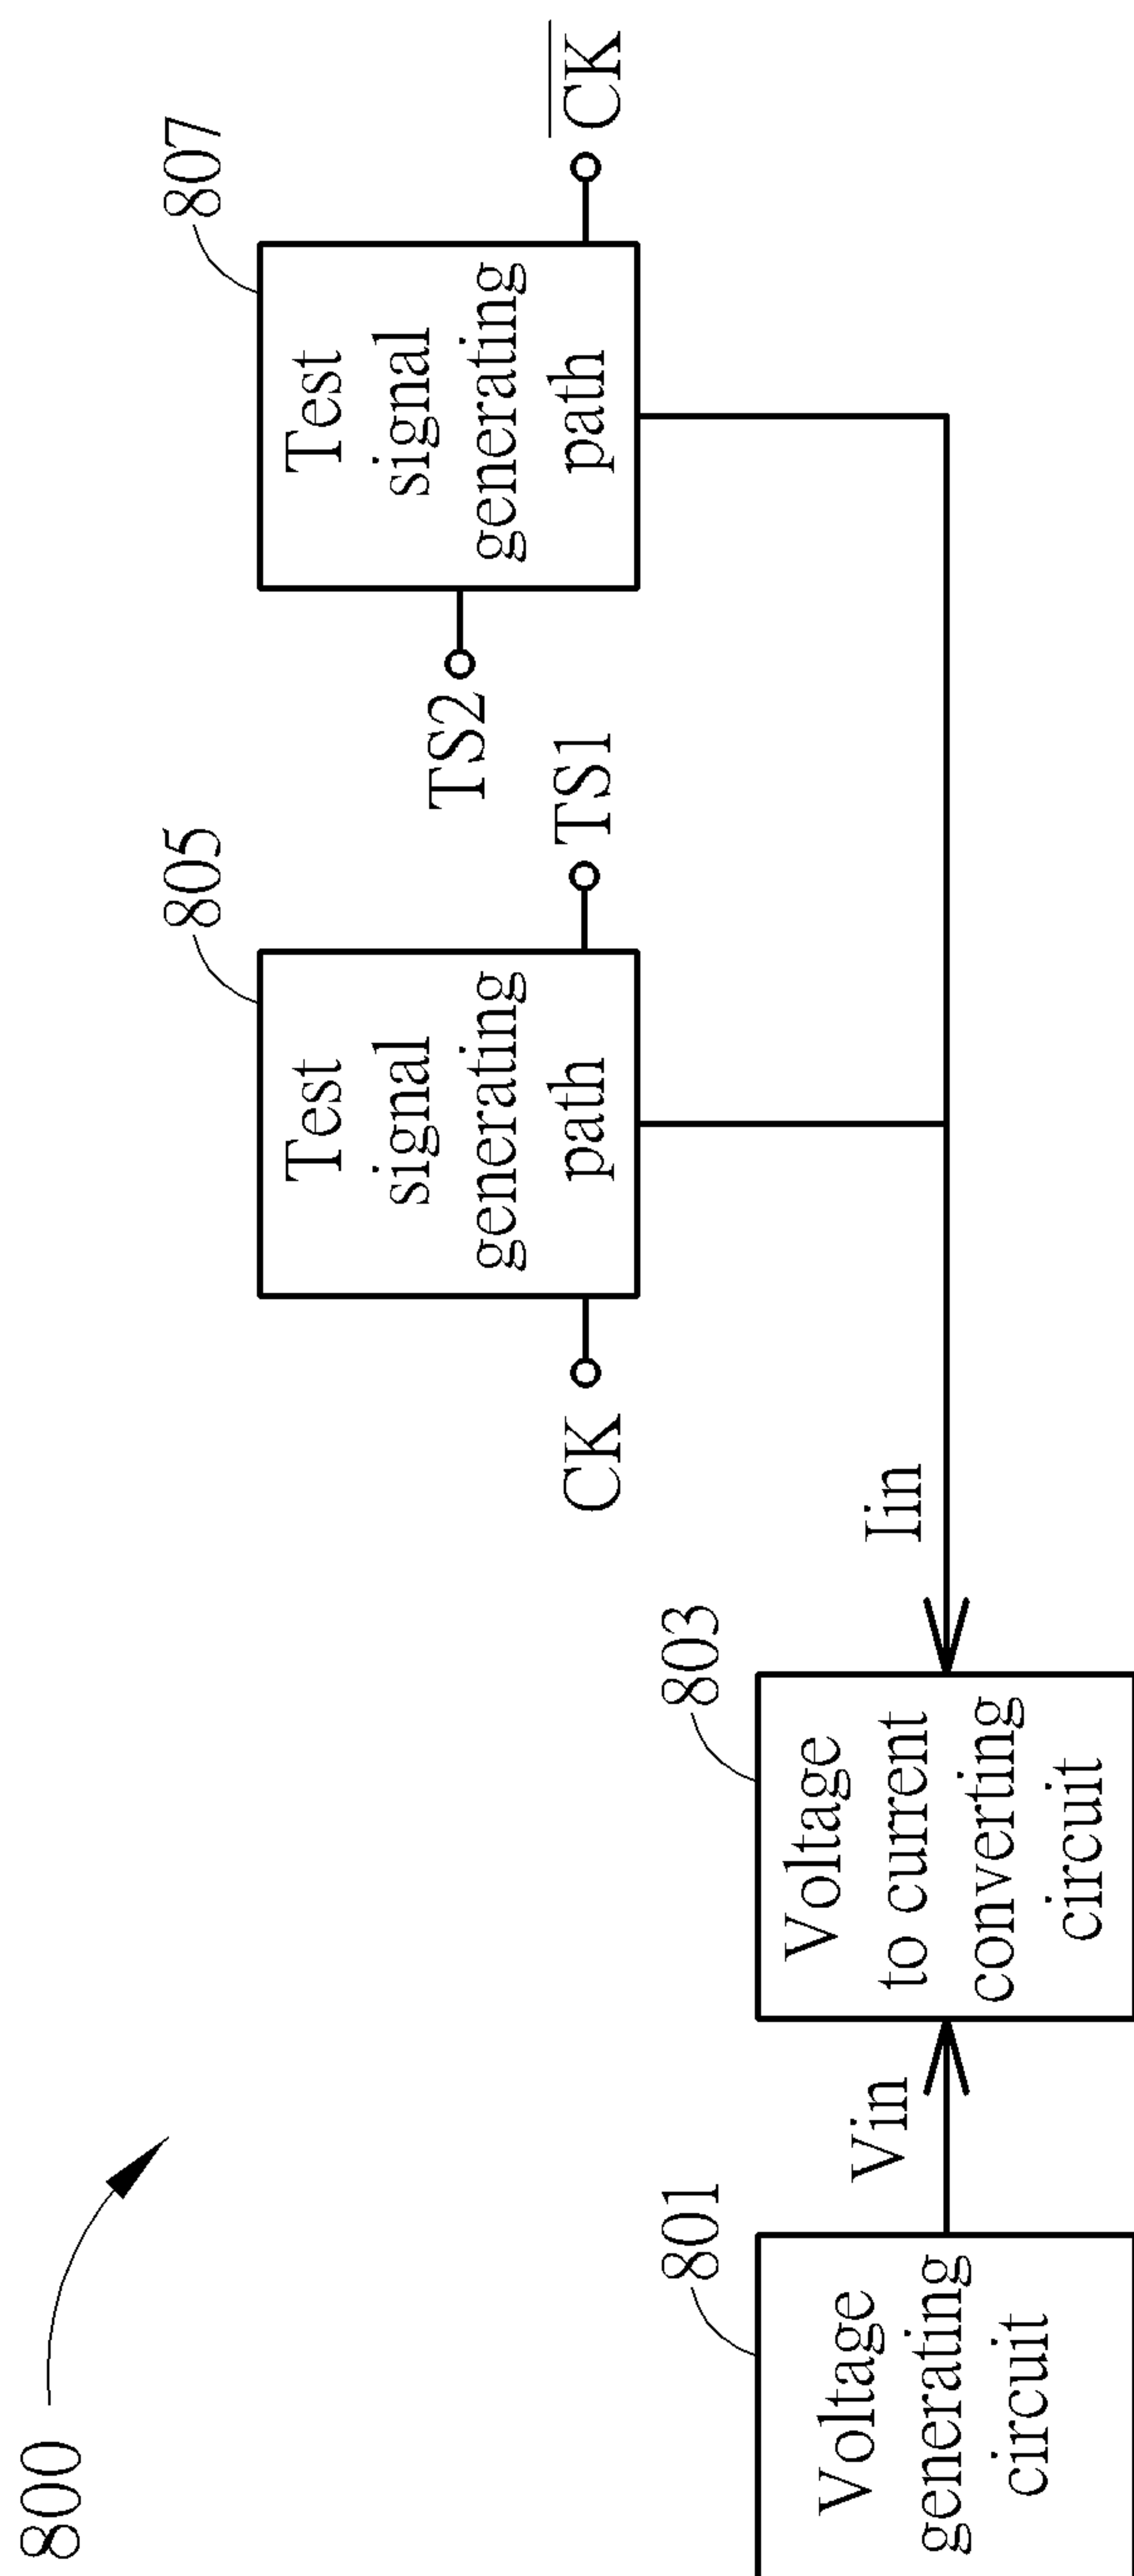 800
805
807
Test
signal
generating
path
Test
signal
generating
path
TS2
CK
TS1
CK
801
803
Voltage
generating
circuit
Vin
Voltage
to current
converting
circuit
Iin